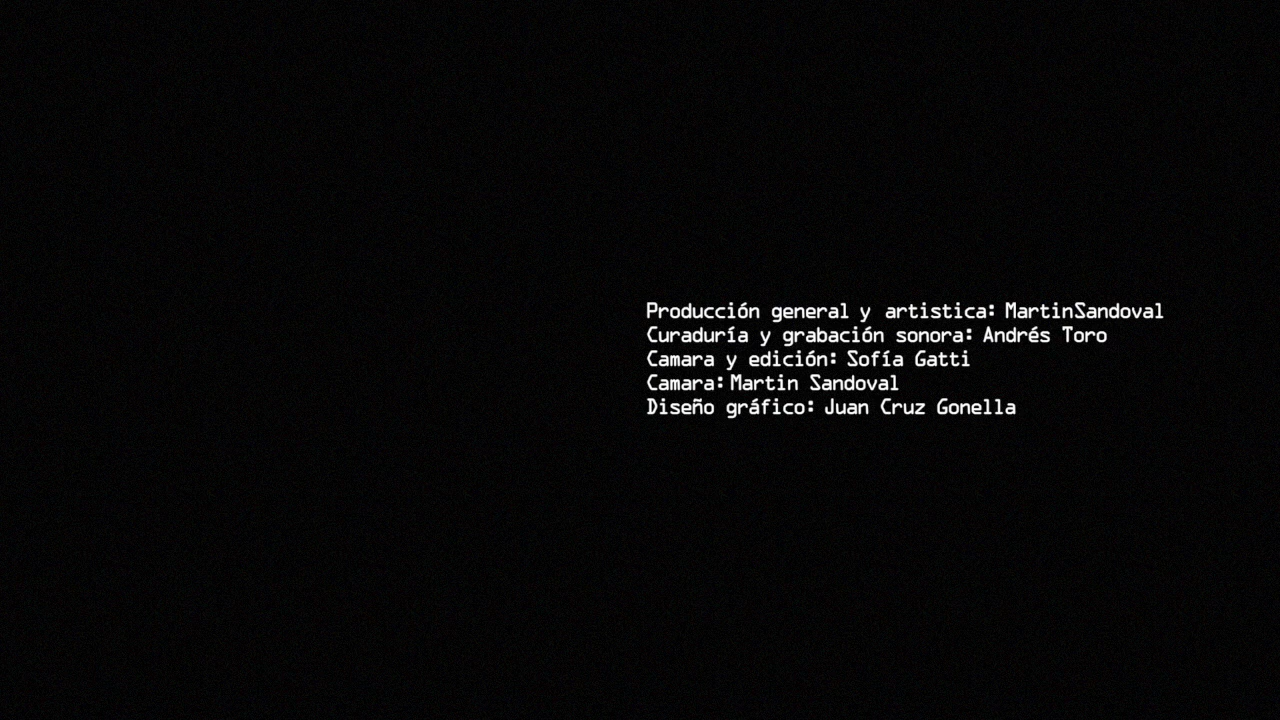 Producción general y artistica: MartinSandoval
Curaduría y grabación sonora: Andrés Toro
Camara y edición: Sofía Gatti
Camara: Martin Sandoval
Diseño gráfico: Juan Cruz Gonella